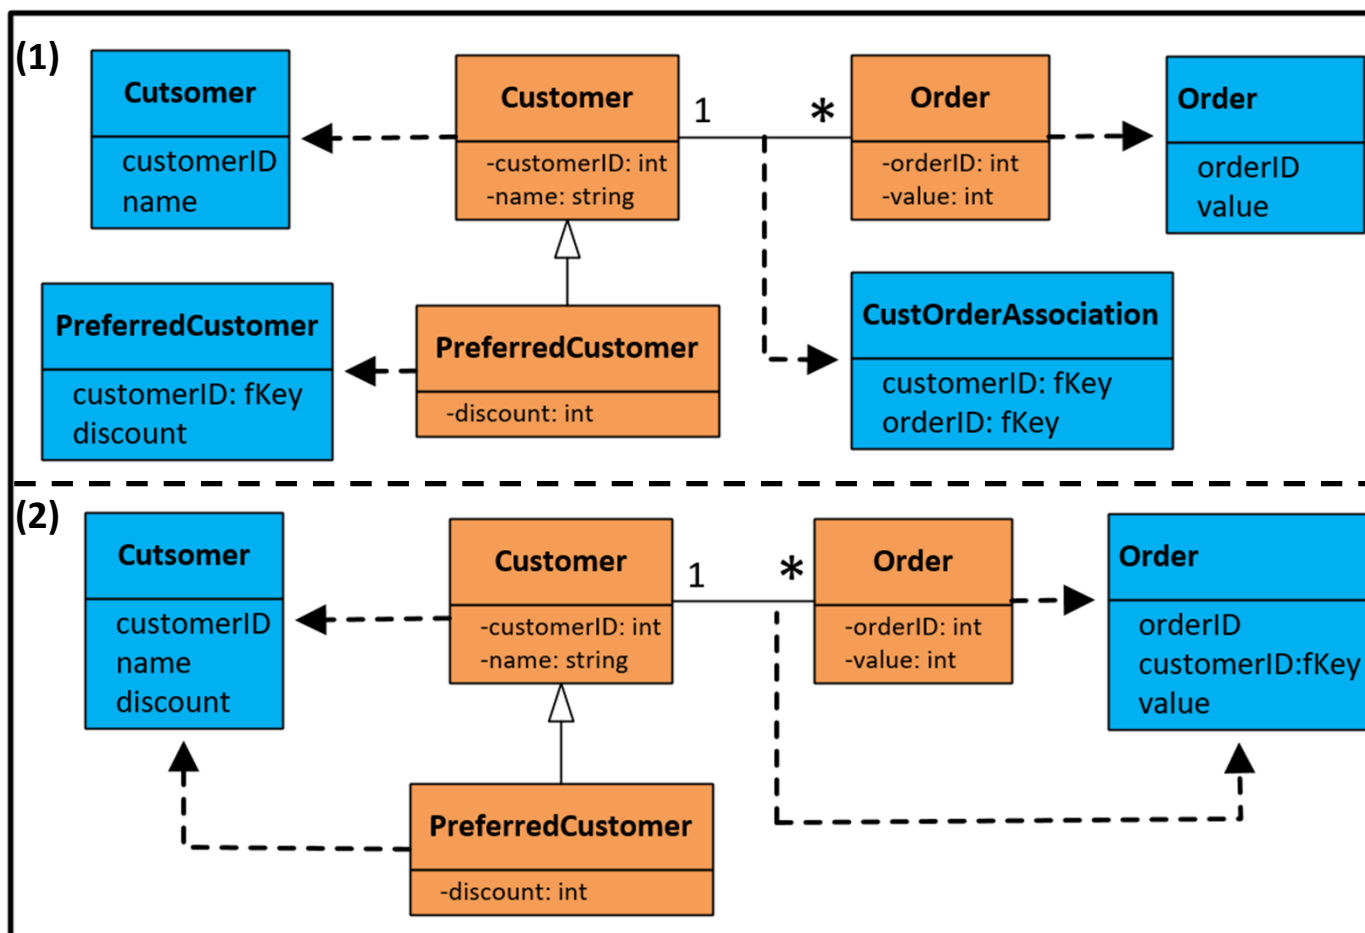 (1)
Cutsomer
customerID
name
Customer
-customerID: int
-name: string
1
*
Order
-orderID: int
-value: int
Order
orderID
value
PreferredCustomer
customerID: fKey
discount
PreferredCustomer
-discount: int
CustOrderAssociation
customerID: fKey
orderID: fKey
(2)
Cutsomer
customerID
name
discount
Customer
-customerID: int
-name: string
1
*
Order
-orderID: int
-value: int
Order
orderID
customerID:fKey
value
PreferredCustomer
-discount: int